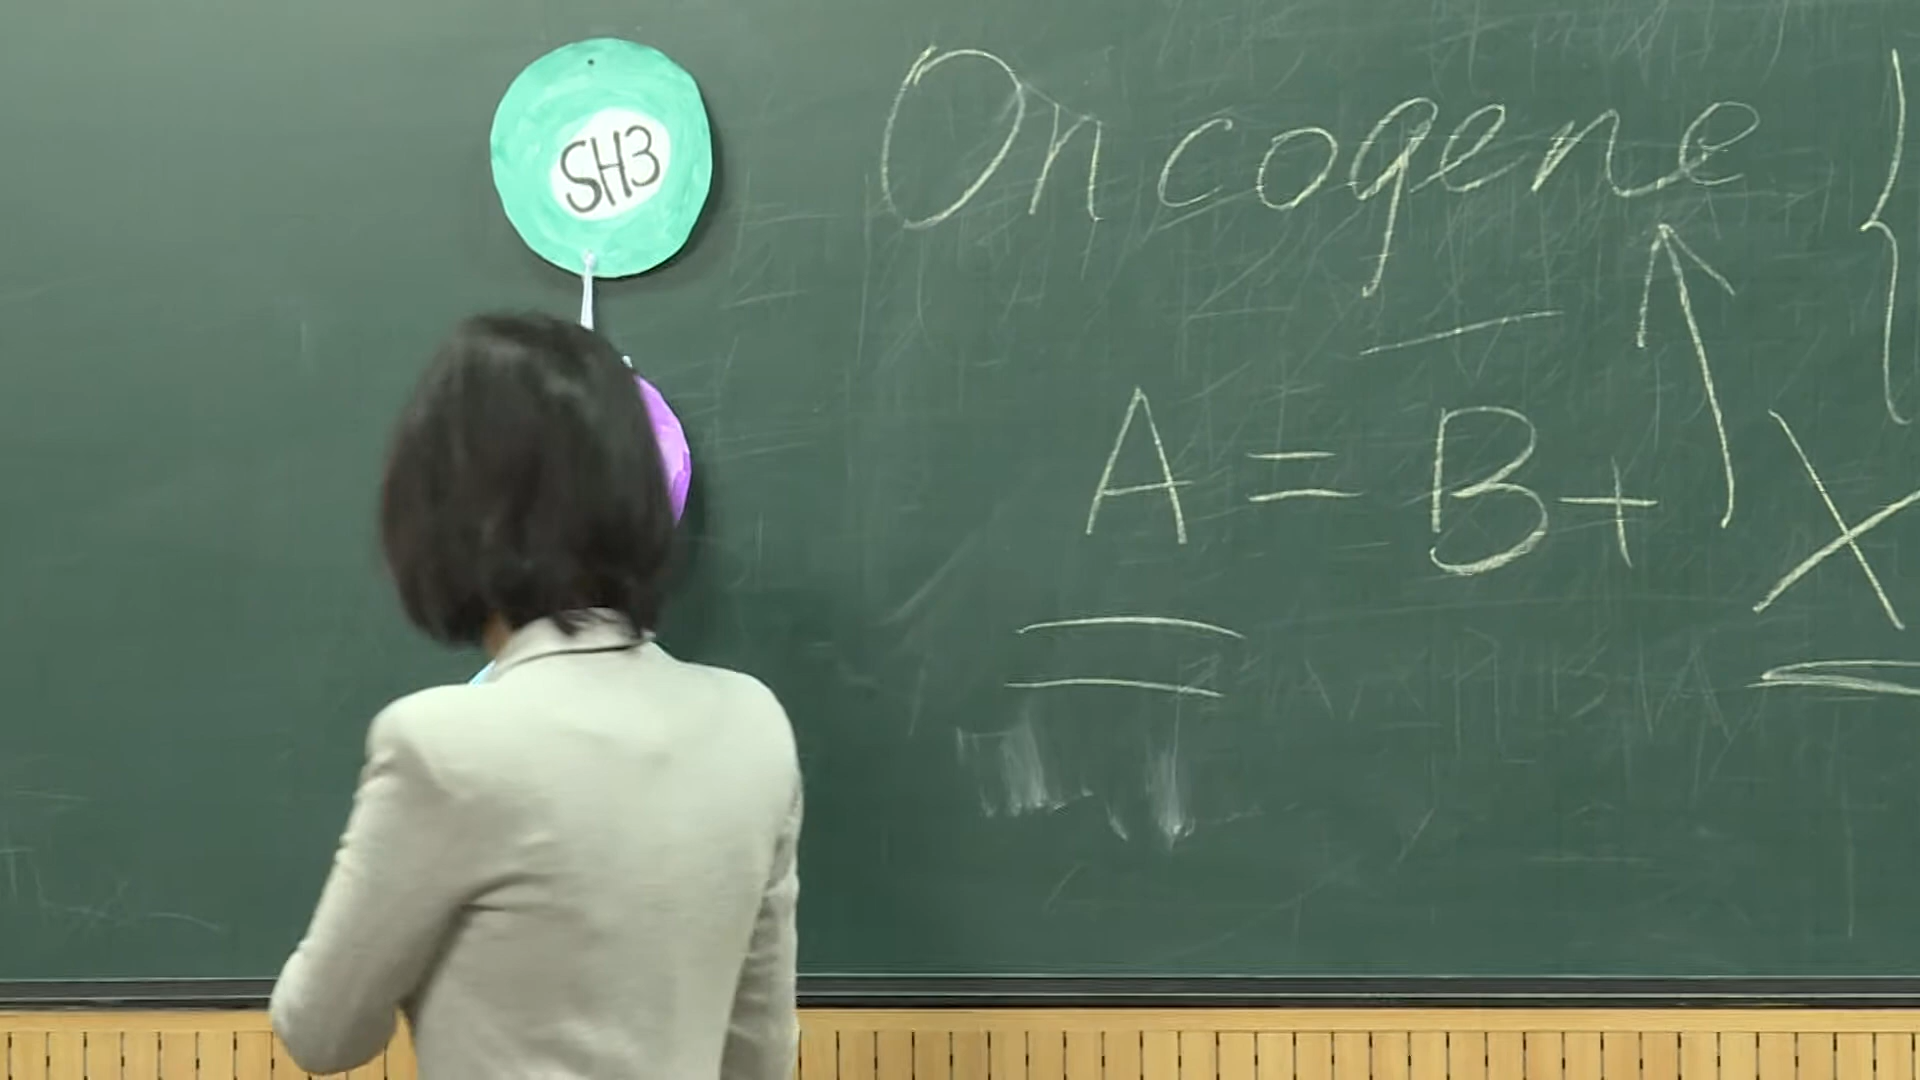 SH3
Oncogene
A = B + X